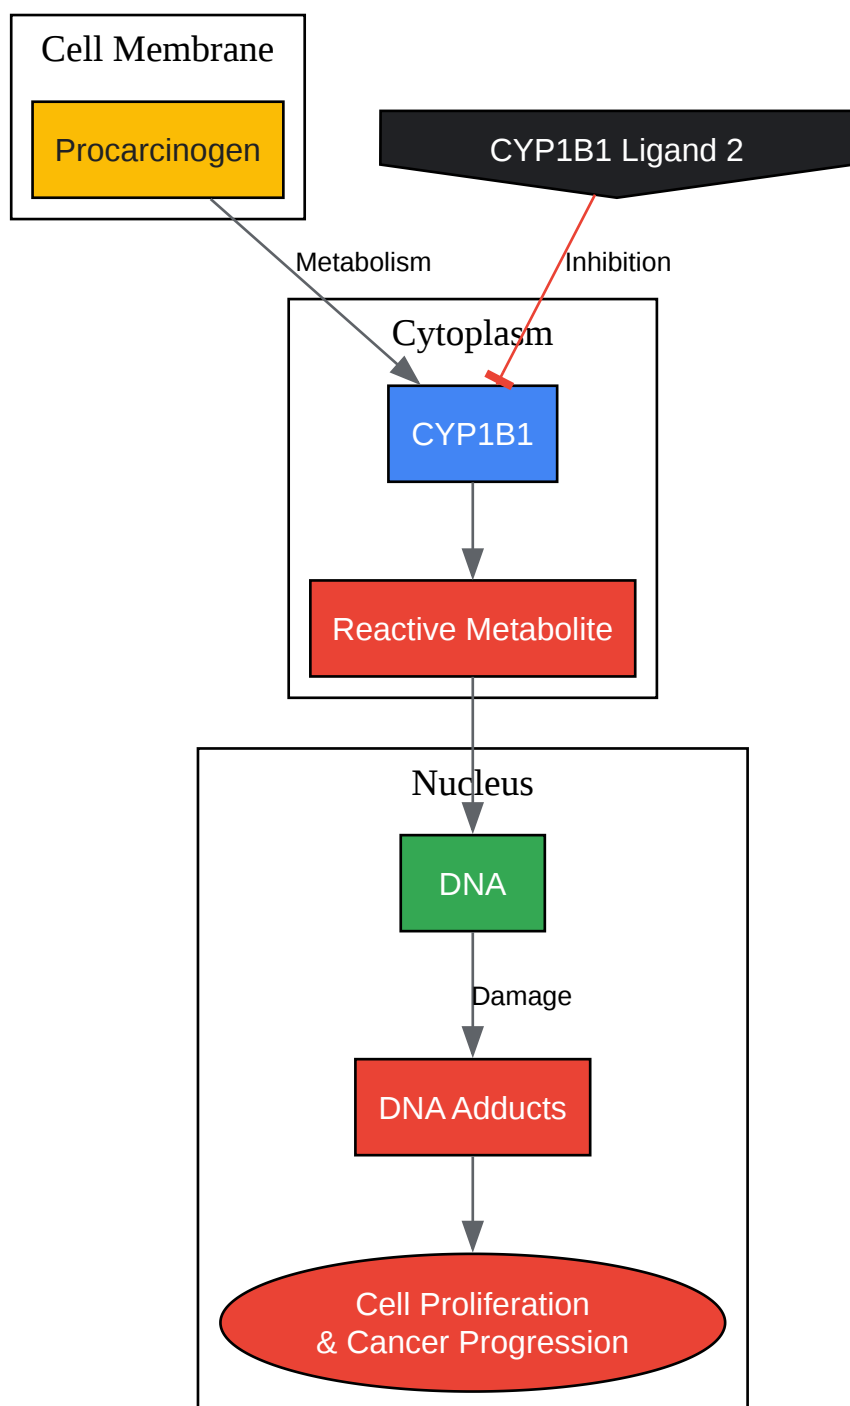 Cell Membrane
Procarcinogen
CYP1B1 Ligand 2
Metabolism
Inhibition
Cytoplasm
CYP1B1
Reactive Metabolite
Nucleus
DNA
Damage
DNA Adducts
Cell Proliferation
& Cancer Progression